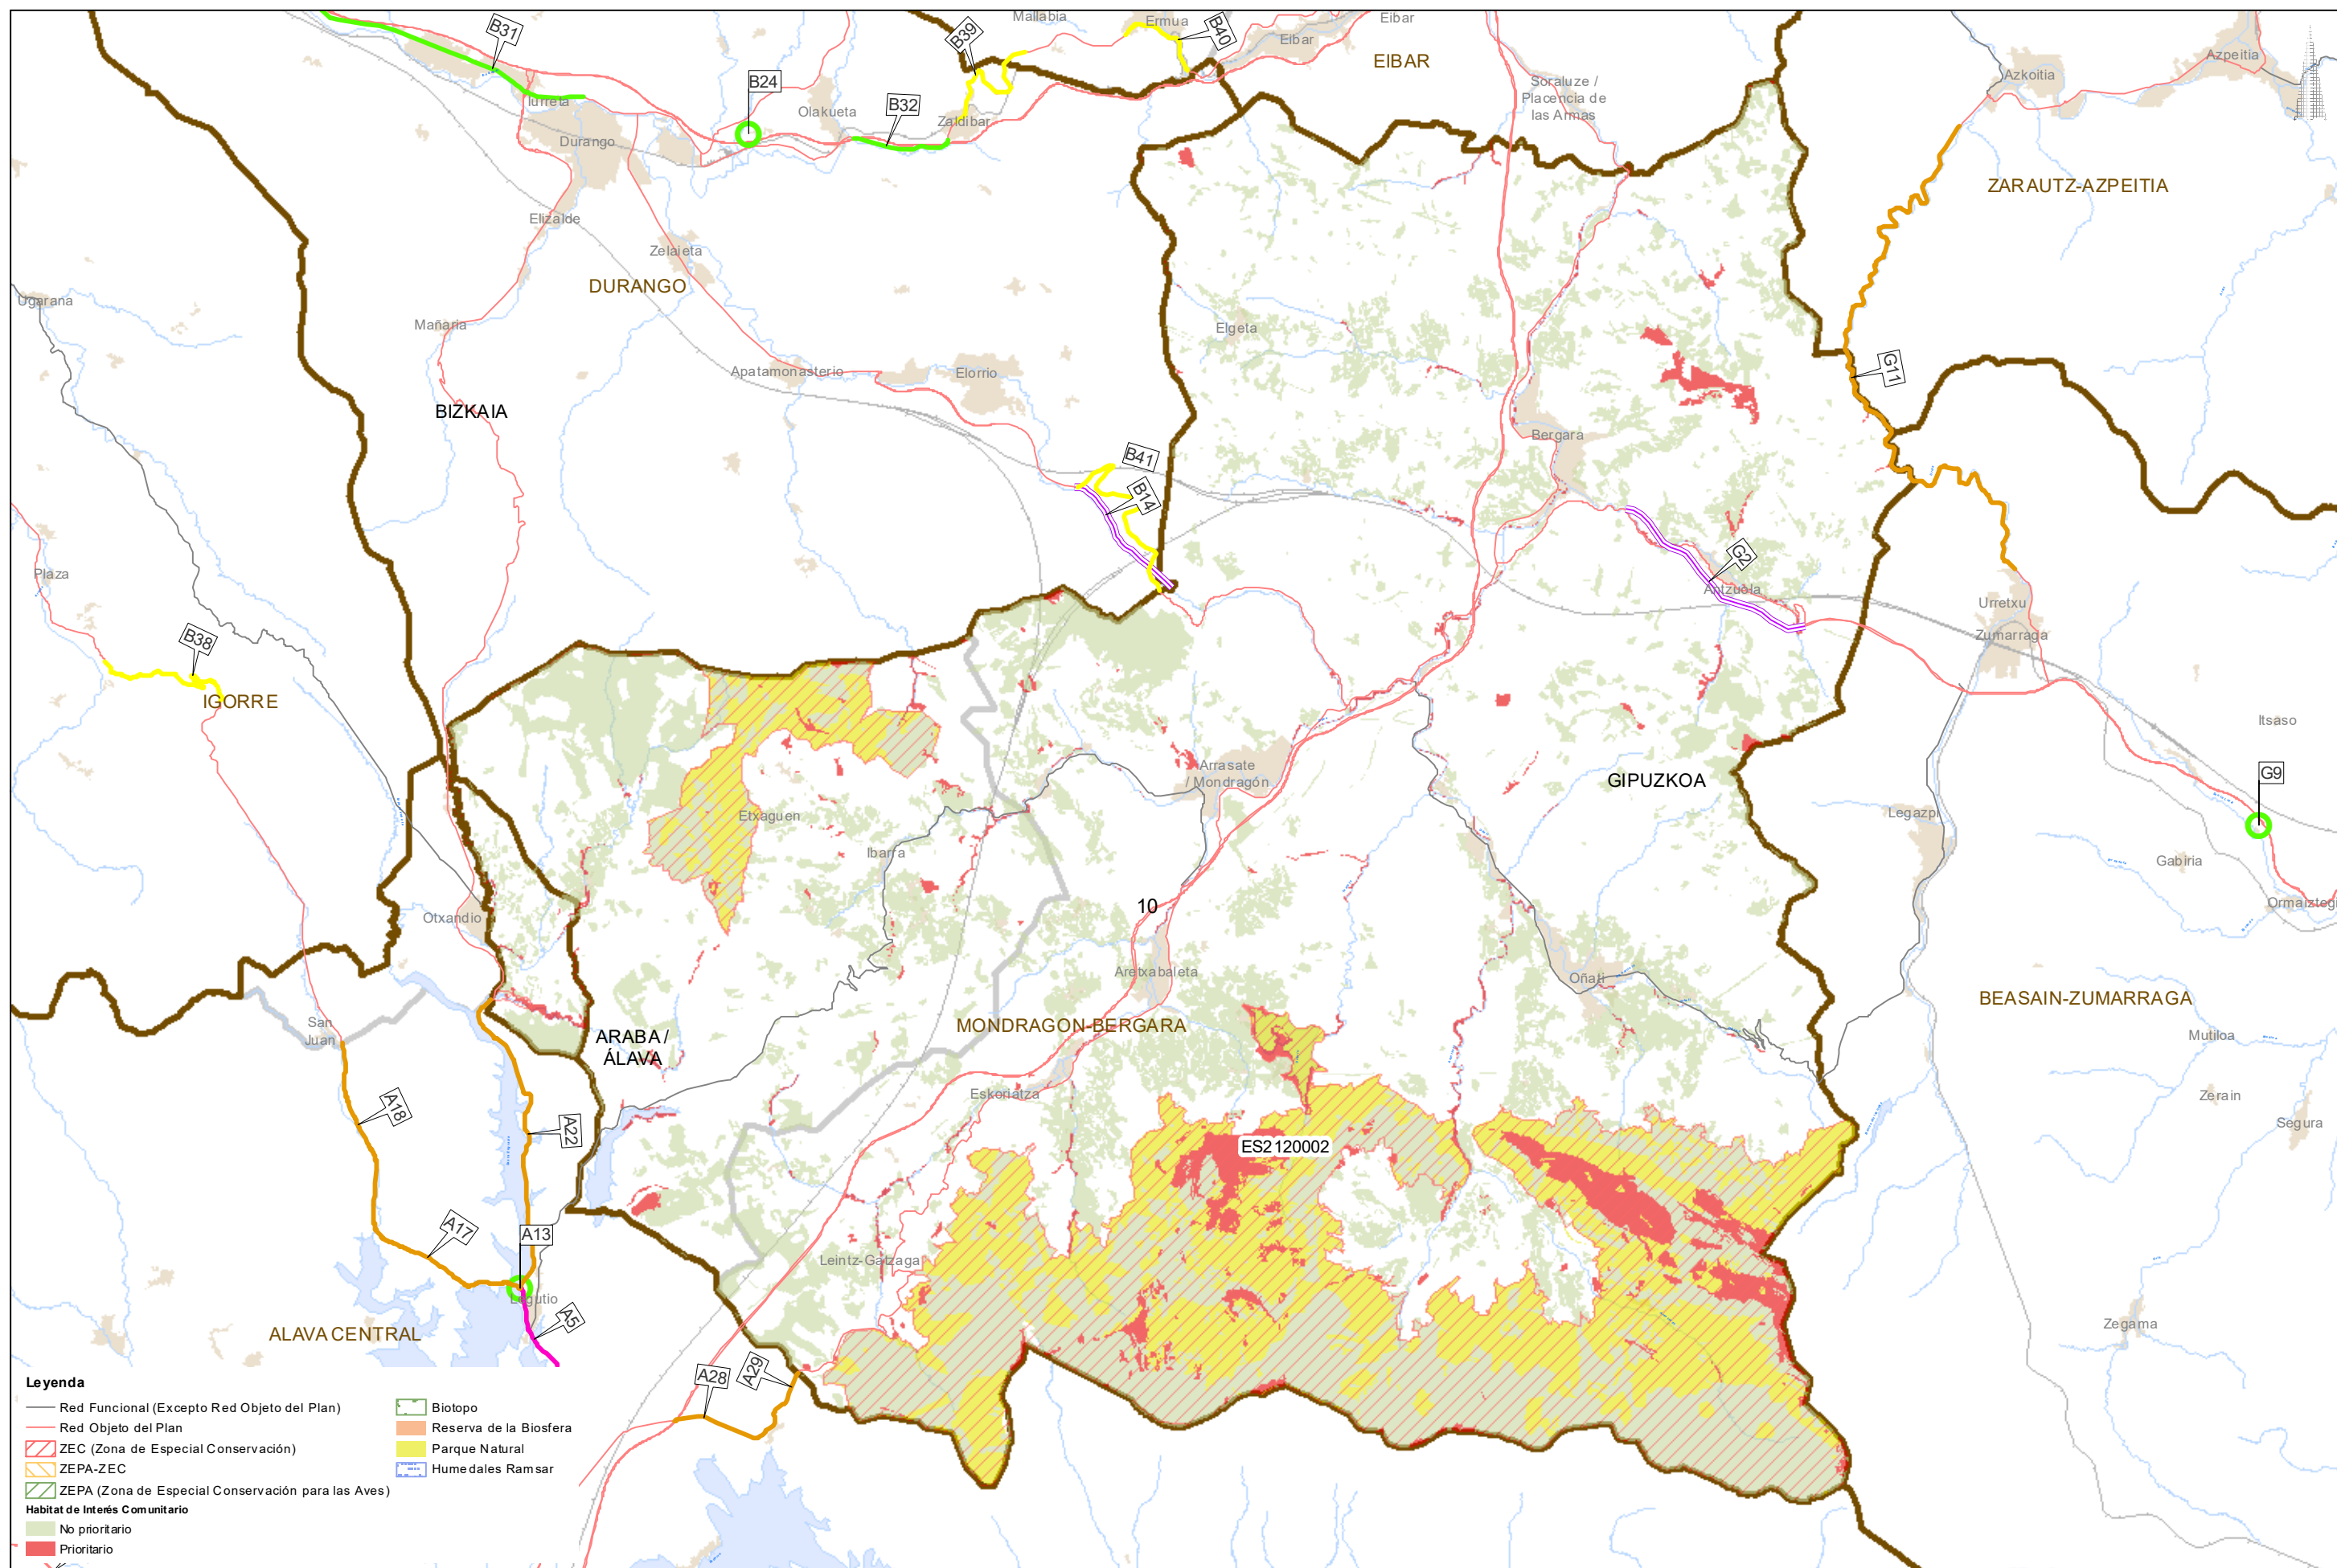 B31
B39
Mallabia
Ermua
B40
Eibar
Eibar
EIBAR
Azpeitia
Azkoitia
B24
Iurreta
Olakueta
B32
Zaldibar
Soraluze /
Placencia de
las Armas
Durango
ZARAUTZ-AZPEITIA
Elizalde
Zelaieta
DURANGO
Ugarana
Mañaria
Elgeta
Apatamonasterio
Elorrio
G11
BIZKAIA
Bergara
B41
B14
G2
Plaza
Antzuola
Urretxu
Zumarraga
B38
IGORRE
Itsaso
Arrasate
/ Mondragón
GIPUZKOA
G9
Etxaguen
Legazpi
Ibarra
Gabiria
10
Ormaiztegi
Otxandio
Aretxabaleta
Oñati
BEASAIN-ZUMARRAGA
San
Juan
ARABA /
ÁLAVA
MONDRAGON-BERGARA
Mutiloa
Eskoriatza
Zerain
A18
A22
Segura
ES2120002
A17
A13
Leintz-Gatzaga
Legutio
A5
Zegama
ALAVA CENTRAL
A28
A29
Leyenda
Red Funcional (Excepto Red Objeto del Plan)
Red Objeto del Plan
ZEC (Zona de Especial Conservación)
ZEPA-ZEC
ZEPA (Zona de Especial Conservación para las Aves)
Habitat de Interés Comunitario
No prioritario
Prioritario
Biotopo
Reserva de la Biosfera
Parque Natural
Humedales Ramsar